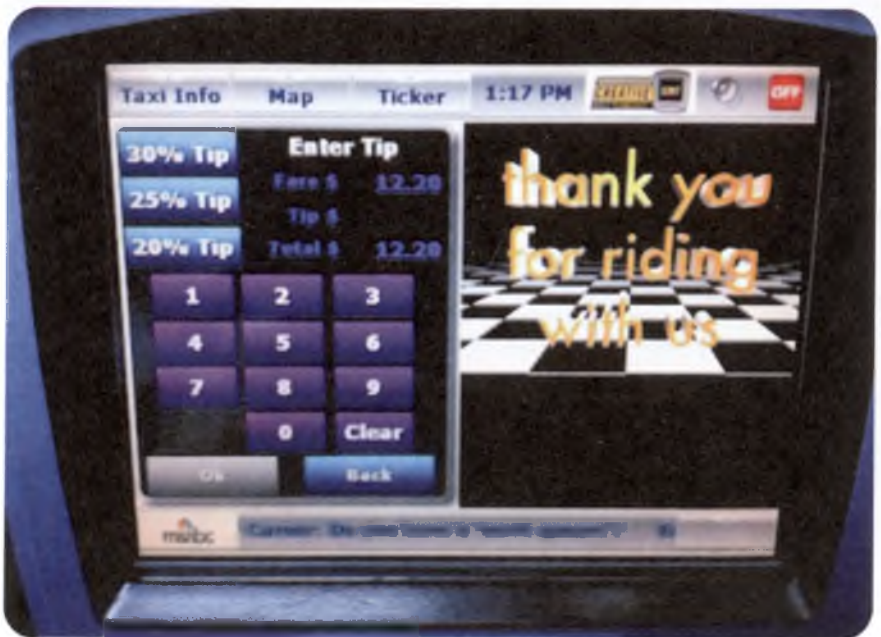 Taxi Info Map Ticker 1:17 PM OFF
30% Tip
25% Tip
20% Tip
Enter Tip
Fare $ 12.20
Tip $
Total $ 12.20
1 2 3
4 5 6
7 8 9
0 Clear
Ok Back
thank you
for riding
with us
msnbc